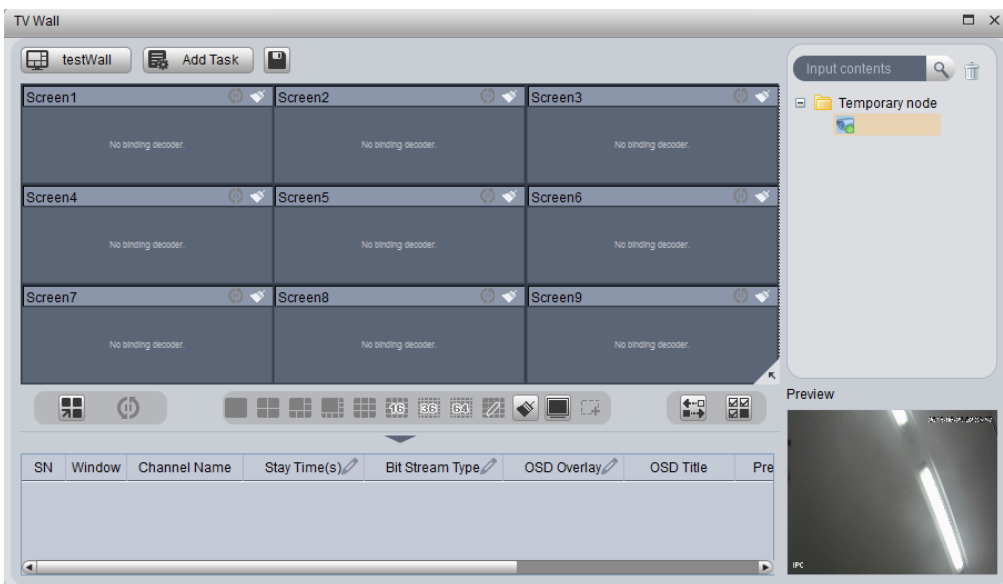 TV Wall
testWall
Add Task
Input contents
Temporary node
Screen1
Screen2
Screen3
No binding decoder.
No binding decoder.
No binding decoder.
Screen4
Screen5
Screen6
No binding decoder.
No binding decoder.
No binding decoder.
Screen7
Screen8
Screen9
No binding decoder.
No binding decoder.
No binding decoder.
16
36
64
SN
Window
Channel Name
Stay Time(s)
Bit Stream Type
OSD Overlay
OSD Title
Pre
Preview
IPC